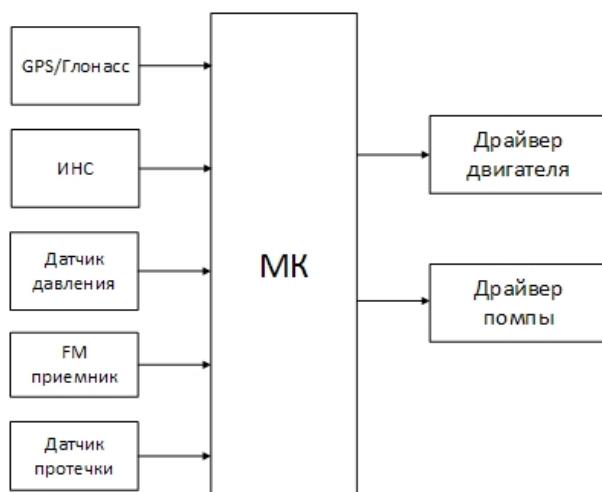 GPS/Глонасс
ИНС
Датчик
давления
FM
приемник
Датчик
протечки
МК
Драйвер
двигателя
Драйвер
помпы